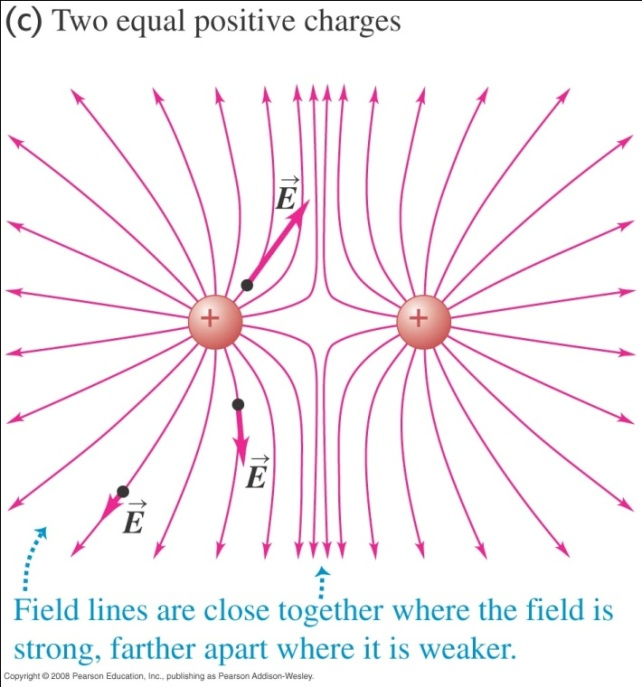 (c) Two equal positive charges
E
+
+
E
E
Field lines are close together where the field is
strong, farther apart where it is weaker.
Copyright © 2008 Pearson Education, Inc., publishing as Pearson Addison-Wesley.